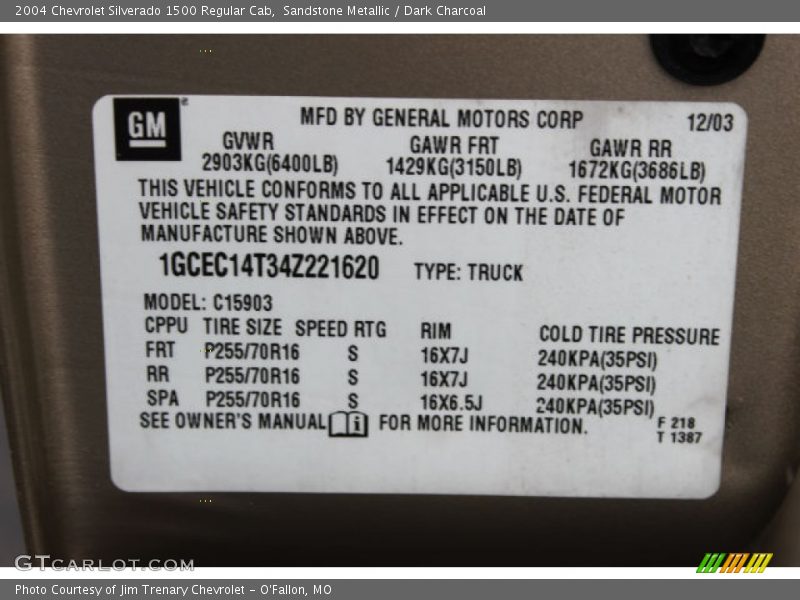 2004 Chevrolet Silverado 1500 Regular Cab, Sandstone Metallic / Dark Charcoal
GM
MFD BY GENERAL MOTORS CORP 12/03
GVWR GAWR FRT GAWR RR
2903KG(6400LB) 1429KG(3150LB) 1672KG(3686LB)
THIS VEHICLE CONFORMS TO ALL APPLICABLE U.S. FEDERAL MOTOR
VEHICLE SAFETY STANDARDS IN EFFECT ON THE DATE OF
MANUFACTURE SHOWN ABOVE.
1GCEC14T34Z221620 TYPE: TRUCK
MODEL: C15903
CPPU TIRE SIZE SPEED RTG RIM COLD TIRE PRESSURE
FRT P255/70R16 S 16X7J 240KPA(35PSI)
RR P255/70R16 S 16X7J 240KPA(35PSI)
SPA P255/70R16 S 16X6.5J 240KPA(35PSI)
SEE OWNER'S MANUAL i FOR MORE INFORMATION.
F 218
T 1387
GTCARLOT.COM
Photo Courtesy of Jim Trenary Chevrolet - O'Fallon, MO